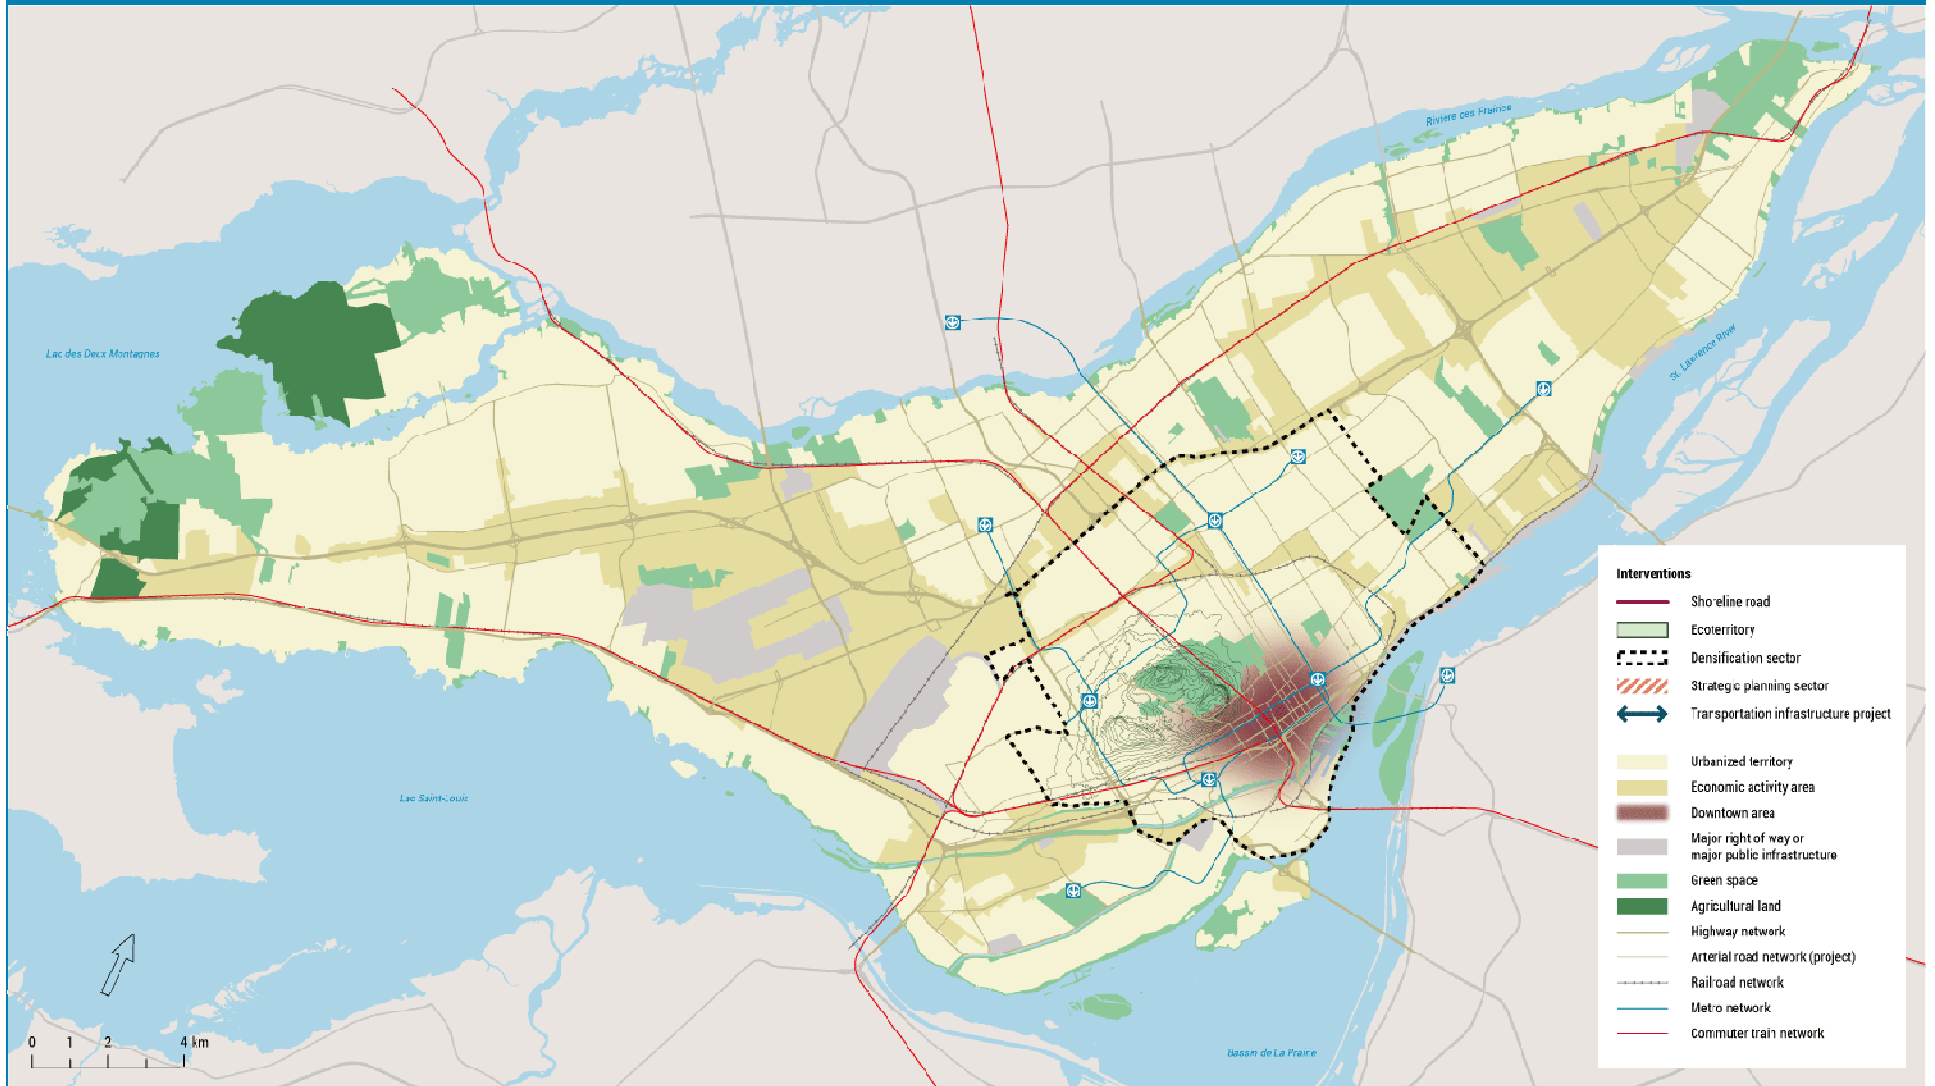 Rivière des Prairies
Lac des Deux Montagnes
St. Lawrence River
Lac Saint-Louis
Bassin de La Prairie
0 1 2 4 km
Interventions
Shoreline road
Ecoterritory
Densification sector
Strategic planning sector
Transportation infrastructure project
Urbanized territory
Economic activity area
Downtown area
Major right of way or
major public infrastructure
Green space
Agricultural land
Highway network
Arterial road network (project)
Railroad network
Metro network
Commuter train network